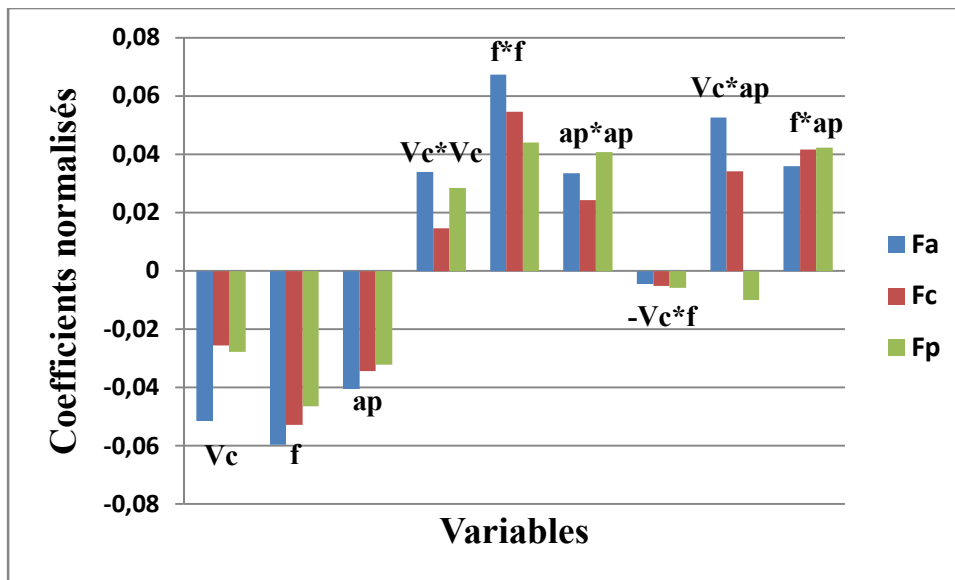 Coefficients normalisés
0,08
0,06
0,04
0,02
0
-0,02
-0,04
-0,06
-0,08
Vc
f
ap
Vc*Vc
f*f
ap*ap
-Vc*f
Vc*ap
f*ap
Variables
Fa
Fc
Fp